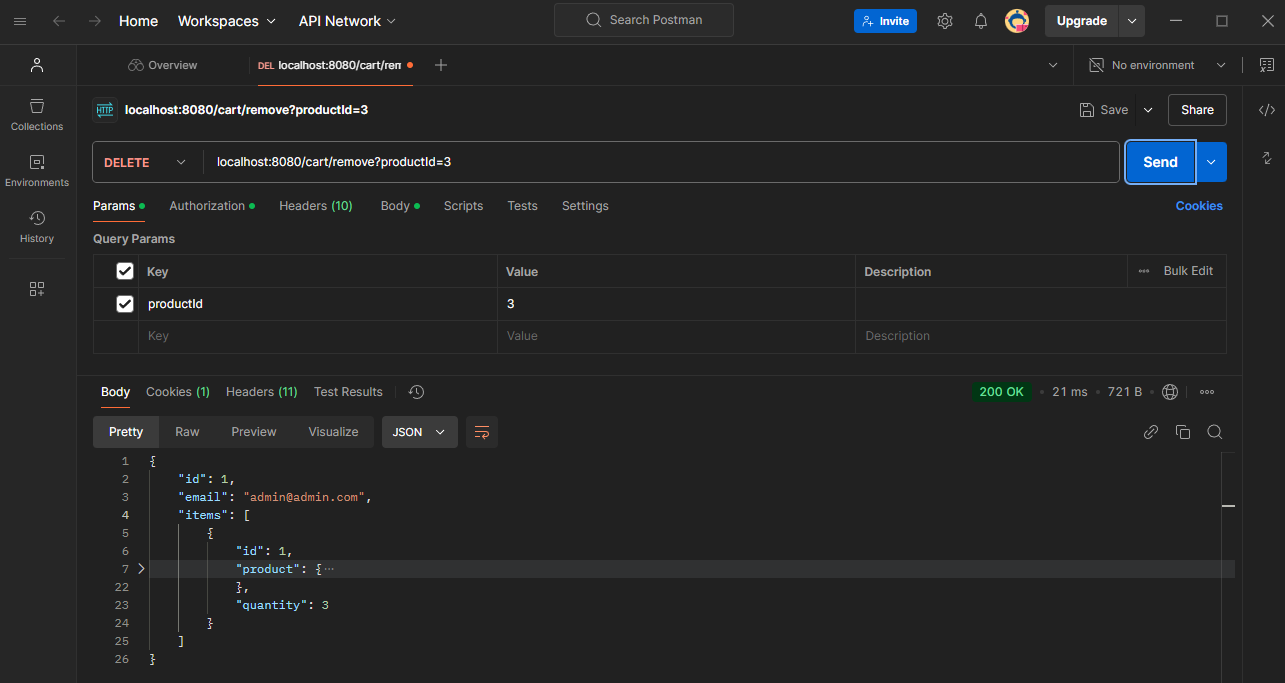 Home Workspaces API Network Search Postman Invite Upgrade
Overview DEL localhost:8080/cart/rem No environment
HTTP localhost:8080/cart/remove?productId=3 Save Share
Collections
DELETE localhost:8080/cart/remove?productId=3 Send
Environments
Params Authorization Headers (10) Body Scripts Tests Settings Cookies
History
Query Params
Key Value Description Bulk Edit
productId 3
Key Value Description
Body Cookies (1) Headers (11) Test Results 200 OK 21 ms 721 B
Pretty Raw Preview Visualize JSON
1 {
2 "id": 1,
3 "email": "admin@admin.com",
4 "items": [
5 {
6 "id": 1,
7 "product": {···
22 },
23 "quantity": 3
24 }
25 ]
26 }